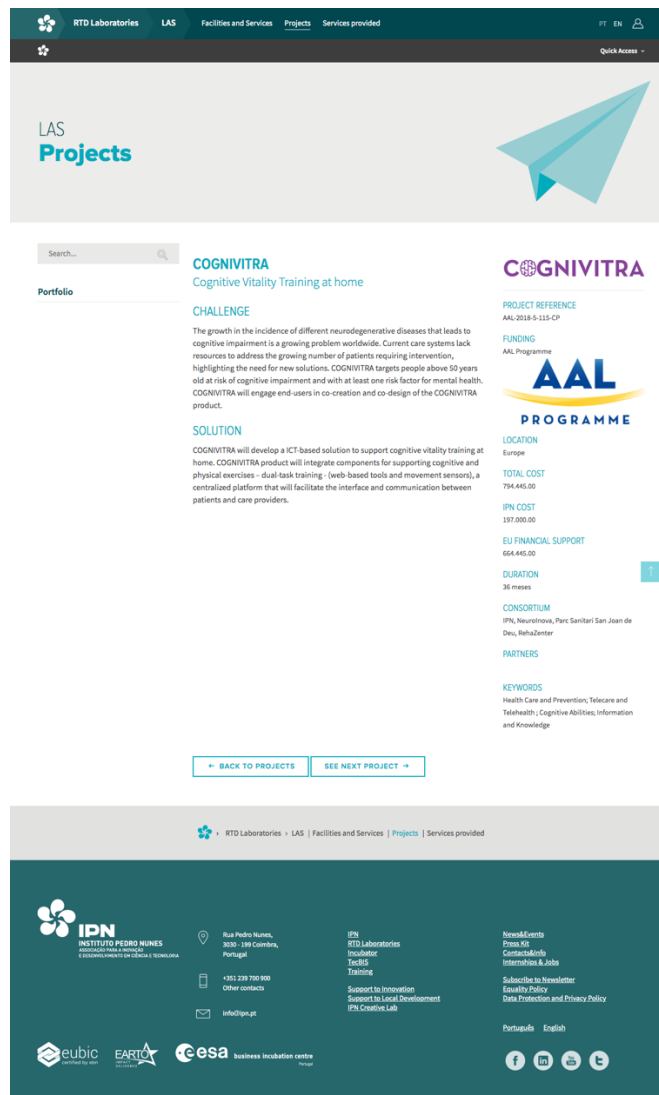 RTD Laboratories LAS Facilities and Services Projects Services provided PT EN
Quick Access
LAS
Projects
Search...
Portfolio
COGNIVITRA
Cognitive Vitality Training at home
CHALLENGE
The growth in the incidence of different neurodegenerative diseases that leads to
cognitive impairment is a growing problem worldwide. Current care systems lack
resources to address the growing number of patients requiring intervention,
highlighting the need for new solutions. COGNIVITRA targets people above 50 years
old at risk of cognitive impairment and with at least one risk factor for mental health.
COGNIVITRA will engage end-users in co-creation and co-design of the COGNIVITRA
product.
SOLUTION
COGNIVITRA will develop a ICT-based solution to support cognitive vitality training at
home. COGNIVITRA product will integrate components for supporting cognitive and
physical exercises – dual-task training - (web-based tools and movement sensors), a
centralized platform that will facilitate the interface and communication between
patients and care providers.
COGNIVITRA
PROJECT REFERENCE
AAL-2018-5-115-CP
FUNDING
AAL Programme
AAL
PROGRAMME
LOCATION
Europe
TOTAL COST
794.445.00
IPN COST
197.000.00
EU FINANCIAL SUPPORT
664.445.00
DURATION
36 meses
CONSORTIUM
IPN, NeuroInova, Parc Sanitari San Joan de
Deu, RehaZenter
PARTNERS
KEYWORDS
Health Care and Prevention; Telecare and
Telehealth ; Cognitive Abilities; Information
and Knowledge
← BACK TO PROJECTS
SEE NEXT PROJECT →
› RTD Laboratories › LAS | Facilities and Services | Projects | Services provided
IPN
INSTITUTO PEDRO NUNES
ASSOCIAÇÃO PARA A INOVAÇÃO
E DESENVOLVIMENTO EM CIÊNCIA E TECNOLOGIA
Rua Pedro Nunes,
3030 - 199 Coimbra,
Portugal
+351 239 700 900
Other contacts
info@ipn.pt
IPN
RTD Laboratories
Incubator
TecBIS
Training
Support to Innovation
Support to Local Development
IPN Creative Lab
News&Events
Press Kit
Contacts&Info
Internships & Jobs
Subscribe to Newsletter
Equality Policy
Data Protection and Privacy Policy
Português English
eubic
certified by ebn
EARTO
IMPACT
DELIVERED
esa business incubation centre
Portugal